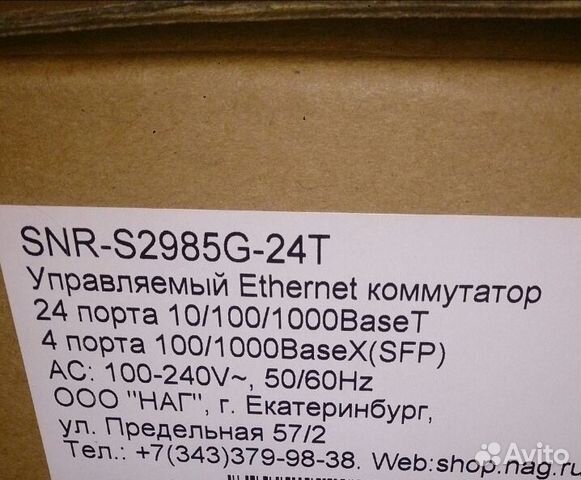 SNR-S2985G-24T
Управляемый Ethernet коммутатор
24 порта 10/100/1000BaseT
4 порта 100/1000BaseX(SFP)
AC: 100-240V~, 50/60Hz
ООО "НАГ", г. Екатеринбург,
ул. Предельная 57/2
Тел.: +7(343)379-98-38. Web:shop.nag.ru
Avito